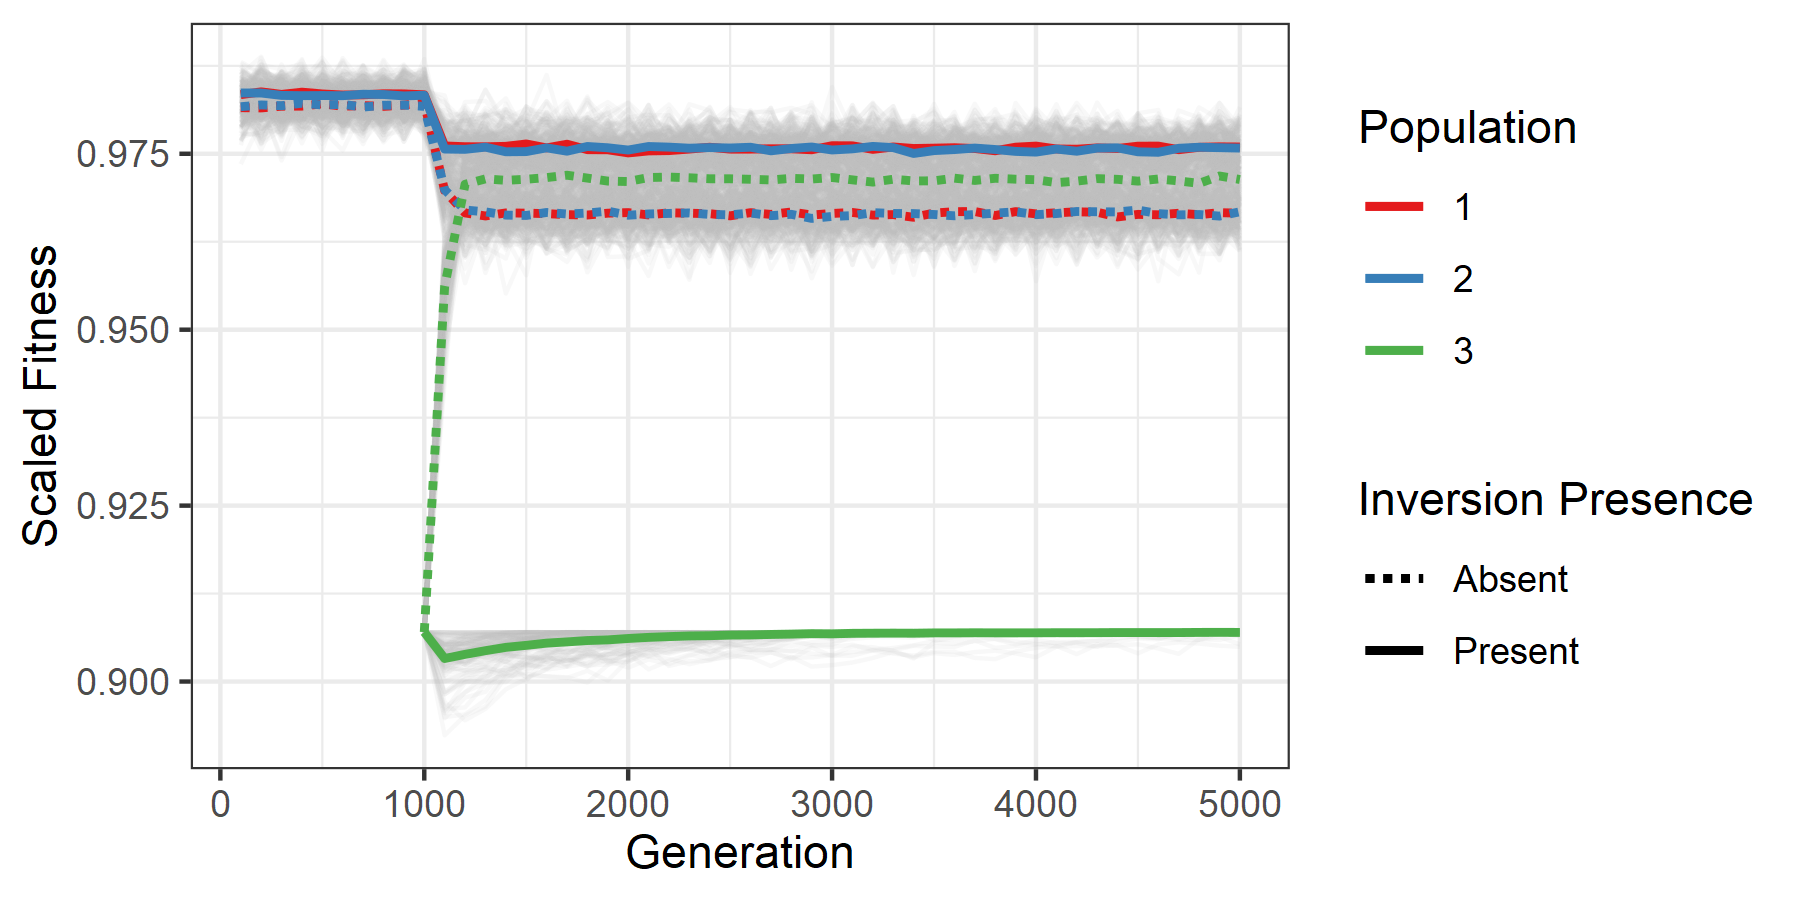 Scaled Fitness
0.975
0.950
0.925
0.900
0
1000
2000
3000
4000
5000
Generation
Population
1
2
3
Inversion Presence
Absent
Present